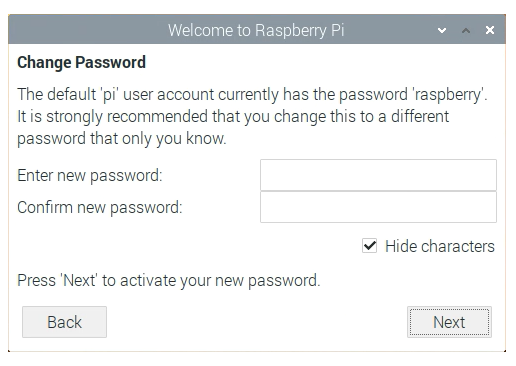 Welcome to Raspberry Pi
Change Password
The default 'pi' user account currently has the password 'raspberry'.
It is strongly recommended that you change this to a different
password that only you know.
Enter new password:
Confirm new password:
Hide characters
Press 'Next' to activate your new password.
Back
Next